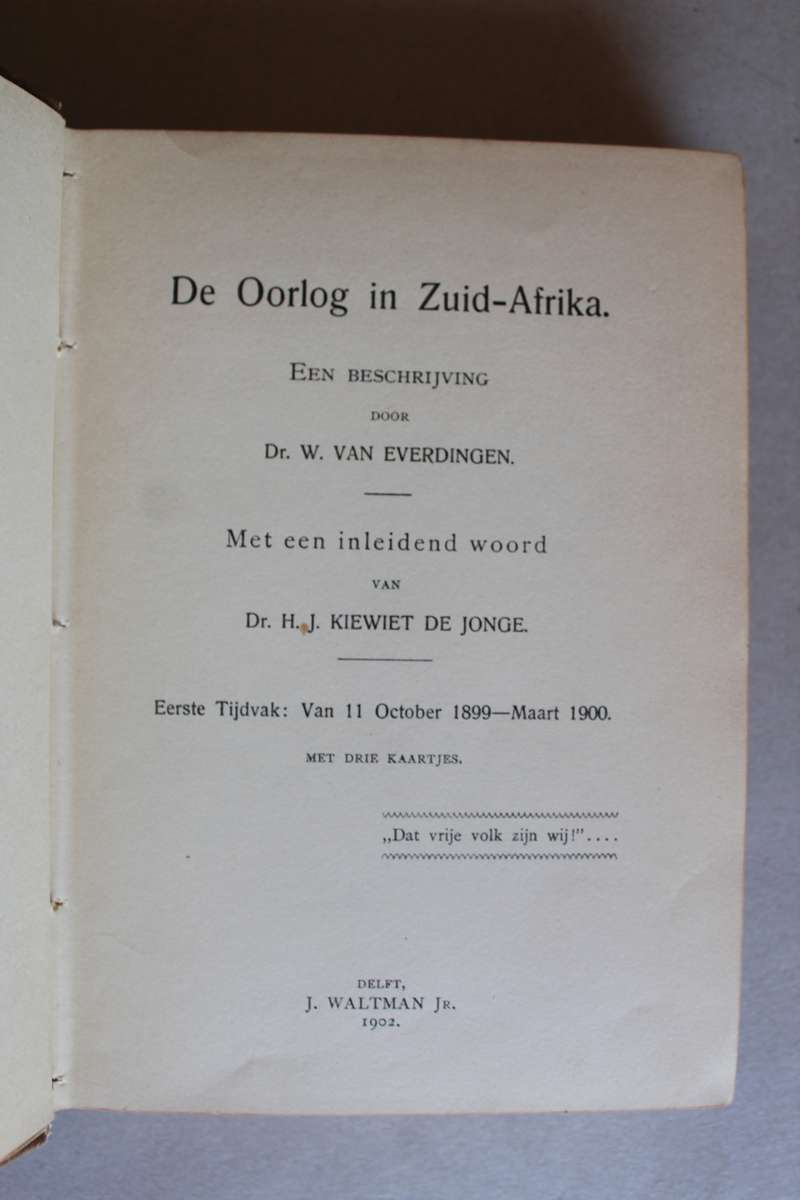 De Oorlog in Zuid-Afrika.
EEN BESCHRIJVING
DOOR
Dr. W. VAN EVERDINGEN.
Met een inleidend woord
VAN
Dr. H. J. KIEWIET DE JONGE.
Eerste Tijdvak: Van 11 October 1899—Maart 1900.
MET DRIE KAARTJES.
„Dat vrije volk zijn wij!”....
DELFT,
J. WALTMAN JR.
1902.